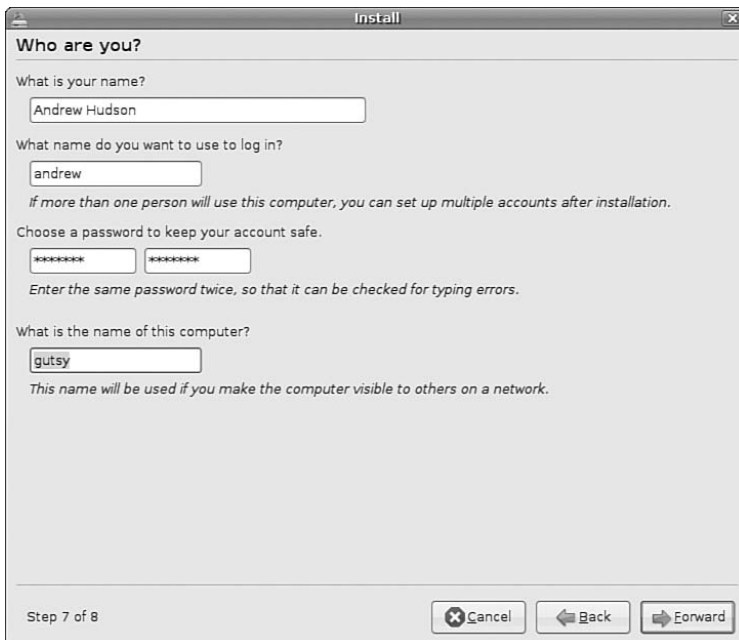 Install
Who are you?
What is your name?
Andrew Hudson
What name do you want to use to log in?
andrew
If more than one person will use this computer, you can set up multiple accounts after installation.
Choose a password to keep your account safe.
******* *******
Enter the same password twice, so that it can be checked for typing errors.
What is the name of this computer?
gutsy
This name will be used if you make the computer visible to others on a network.
Step 7 of 8 Cancel Back Forward